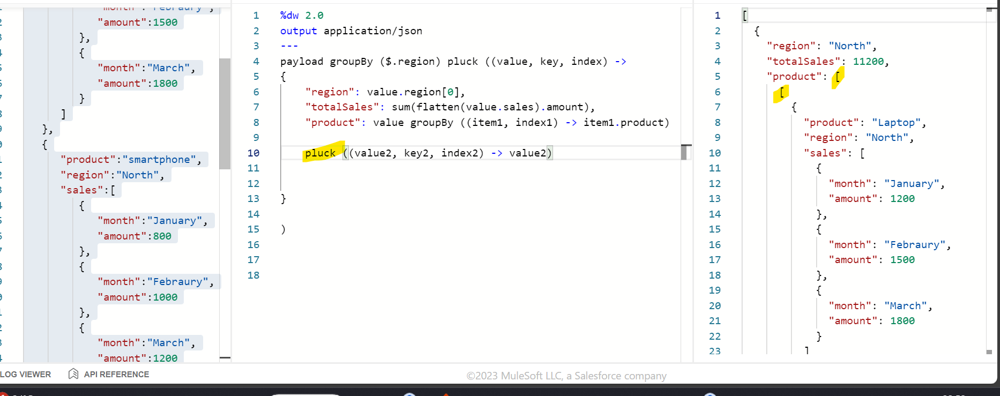 "month":"Febraury",
"amount":1500
},
{
"month":"March",
"amount":1800
}
]
},
{
"product":"smartphone",
"region":"North",
"sales":[
{
"month":"January",
"amount":800
},
{
"month":"Febraury",
"amount":1000
},
{
"month":"March",
"amount":1200
1 %dw 2.0
2 output application/json
3 ---
4 payload groupBy ($.region) pluck ((value, key, index) ->
5 {
6 "region": value.region[0],
7 "totalSales": sum(flatten(value.sales).amount),
8 "product": value groupBy ((item1, index1) -> item1.product)
9
10 pluck ((value2, key2, index2) -> value2)
11
12
13 }
14
15 )
16
17
18
1 [
2 {
3 "region": "North",
4 "totalSales": 11200,
5 "product": [
6 [
7 {
8 "product": "Laptop",
9 "region": "North",
10 "sales": [
11 {
12 "month": "January",
13 "amount": 1200
14 },
15 {
16 "month": "Febraury",
17 "amount": 1500
18 },
19 {
20 "month": "March",
21 "amount": 1800
22 }
23 ]
LOG VIEWER
API REFERENCE
©2023 MuleSoft LLC, a Salesforce company